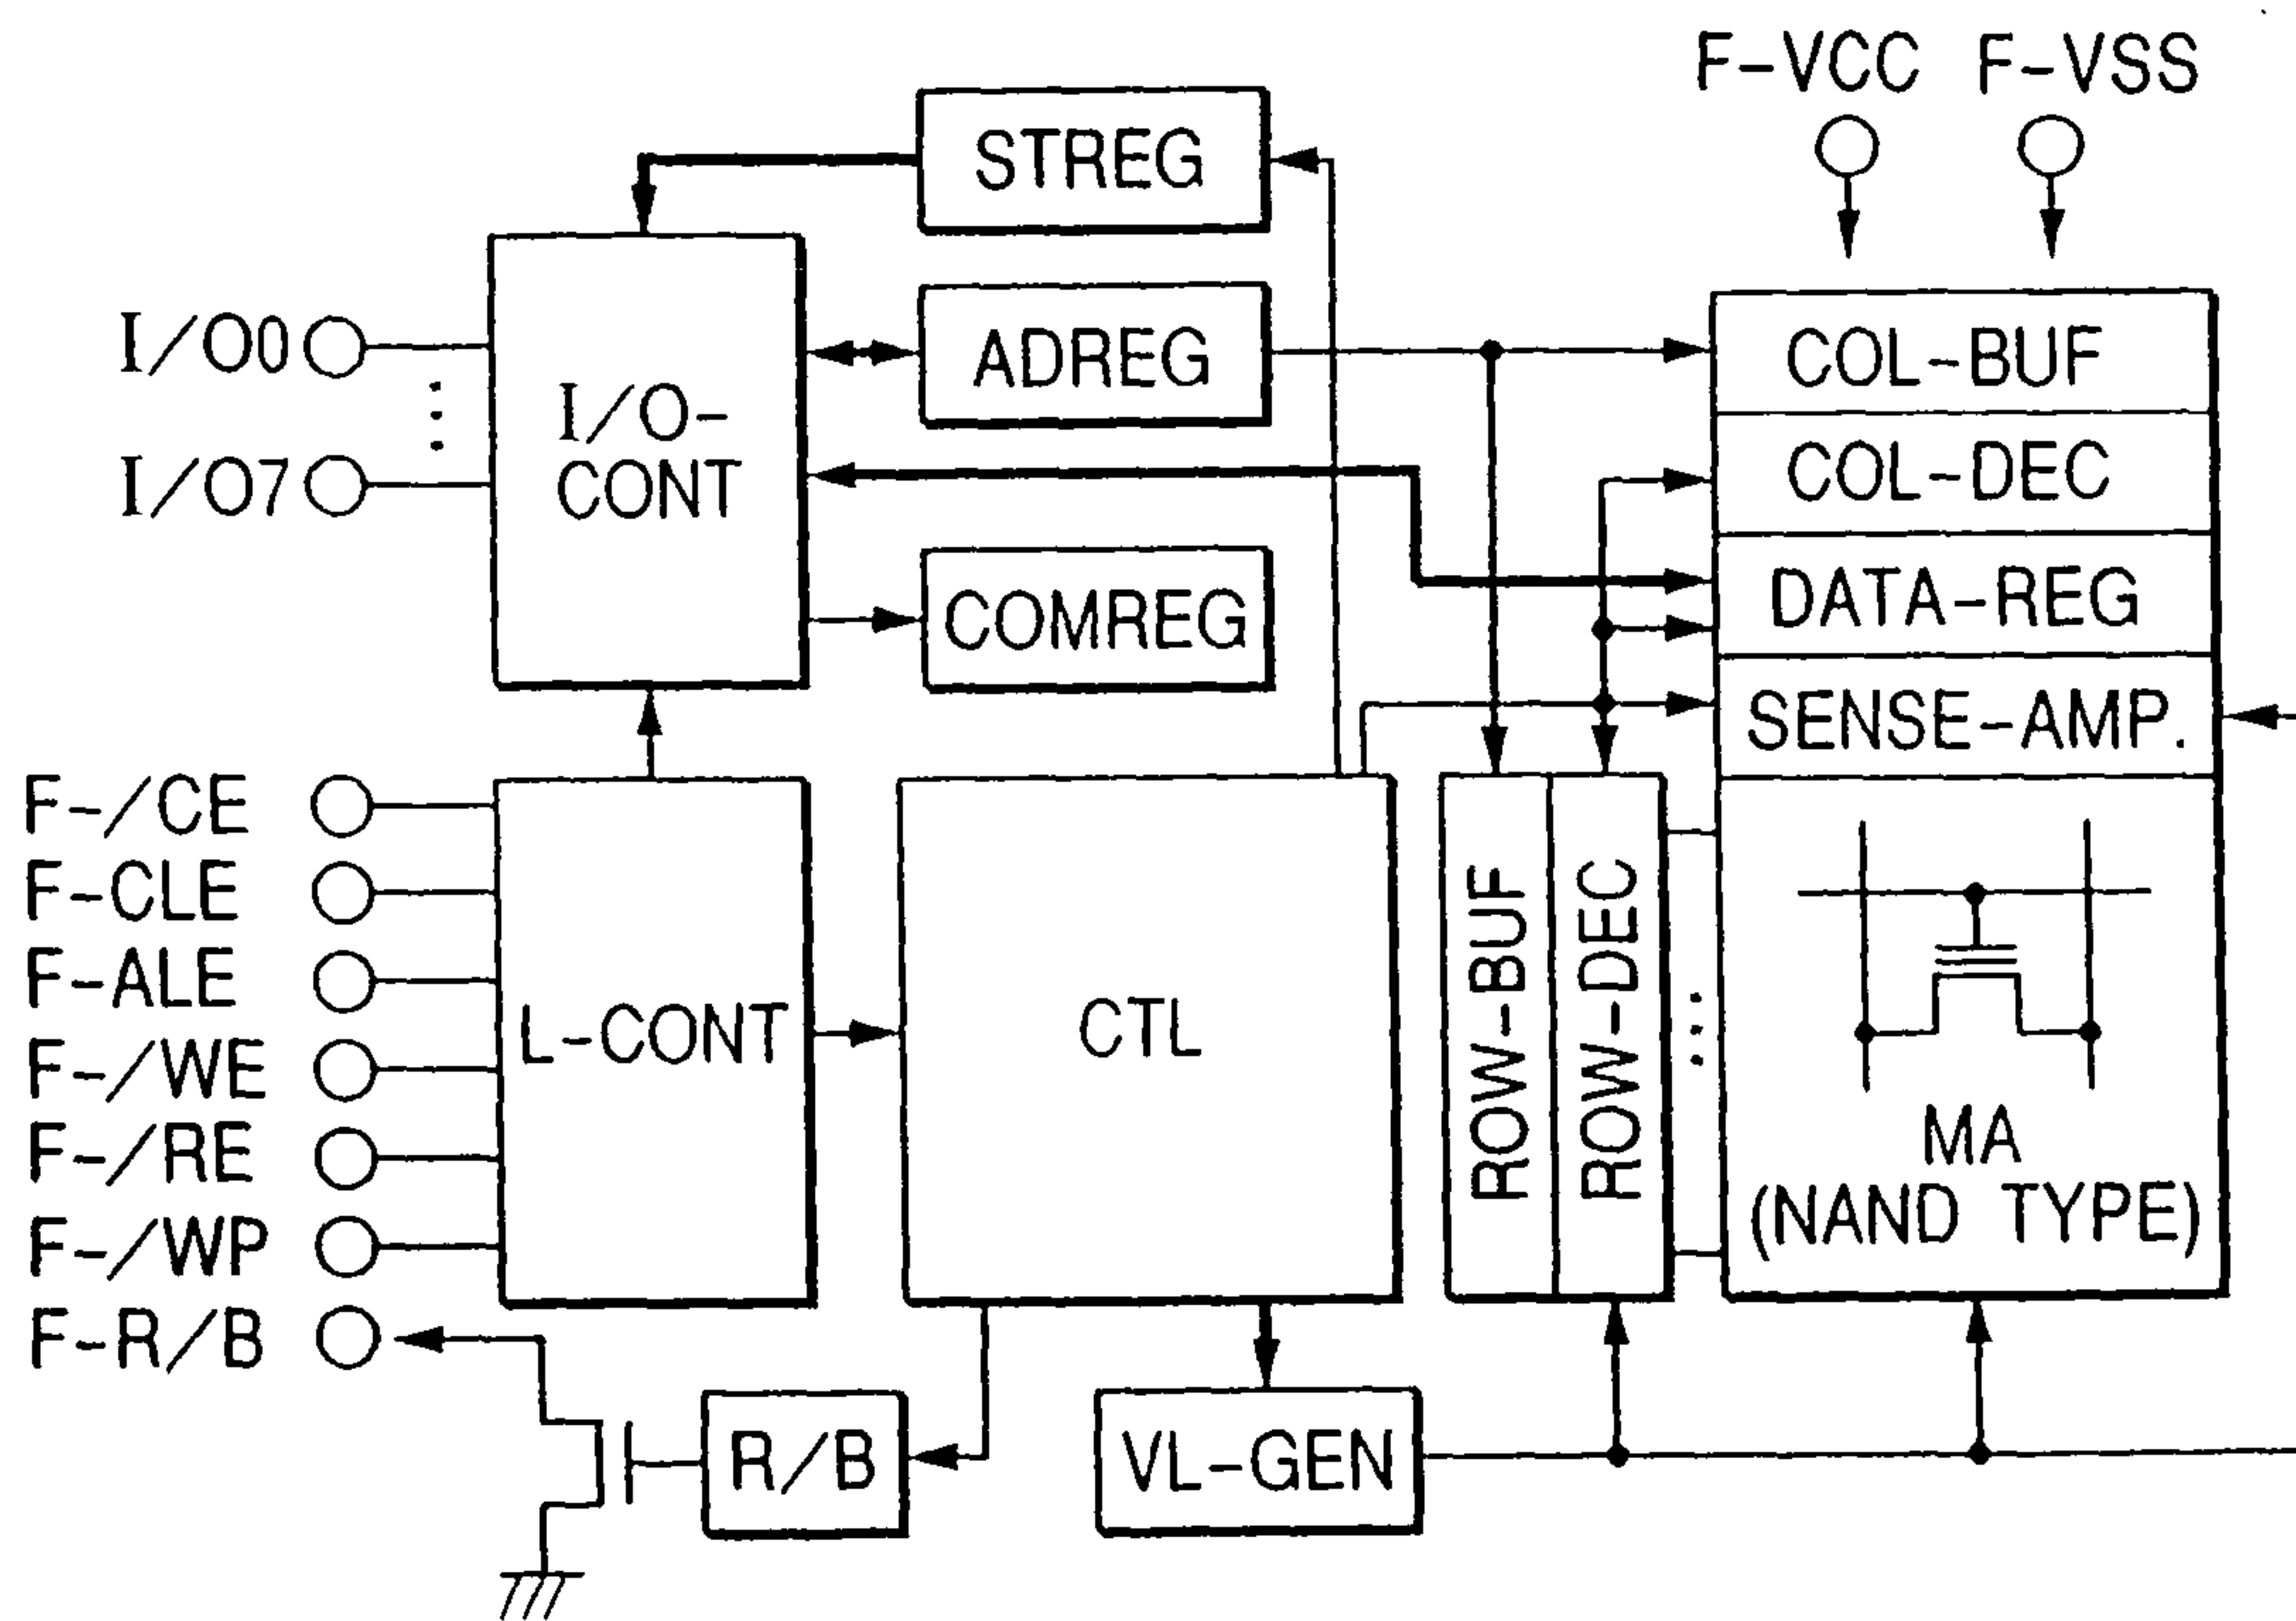 F-VCC F-VSS
STREG
I/O0
I/O7
I/O-
CONT
ADREG
COMREG
COL-BUF
COL-DEC
DATA-REG
SENSE-AMP.
F-/CE
F-CLE
F-ALE
F-/WE
F-/RE
F-/WP
F-R/B
L-CONT
CTL
ROW-BUF
ROW-DEC
MA
(NAND TYPE)
R/B
VL-GEN